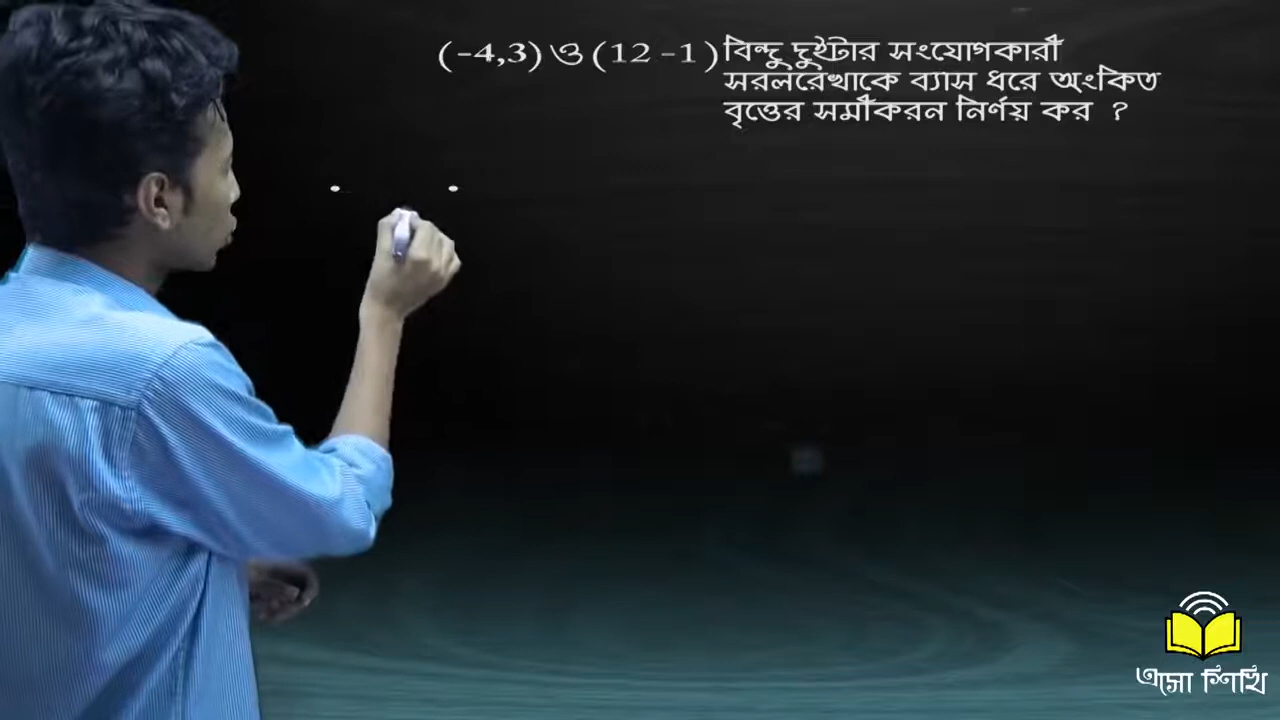 (-4,3) ও (12 -1) বিন্দু দুইটার সংযোগকারী
সরলরেখাকে ব্যাস ধরে অংকিত
বৃত্তের সমীকরন নির্ণয় কর ?
এসো শিখি